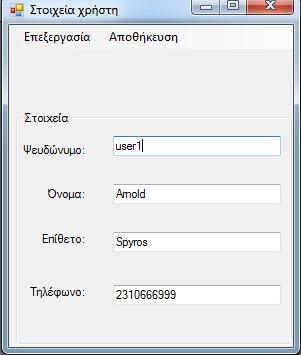 Στοιχεία χρήστη
Επεξεργασία Αποθήκευση
Στοιχεία
Ψευδώνυμο: user1
Όνομα: Arnold
Επίθετο: Spyros
Τηλέφωνο: 2310666999